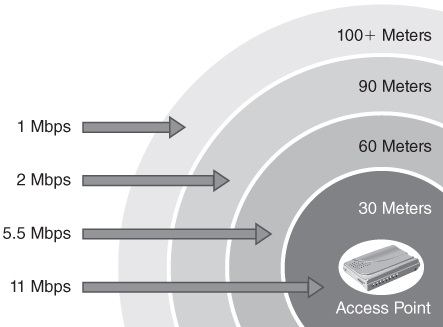 100+ Meters
90 Meters
1 Mbps
60 Meters
2 Mbps
30 Meters
5.5 Mbps
11 Mbps
Access Point